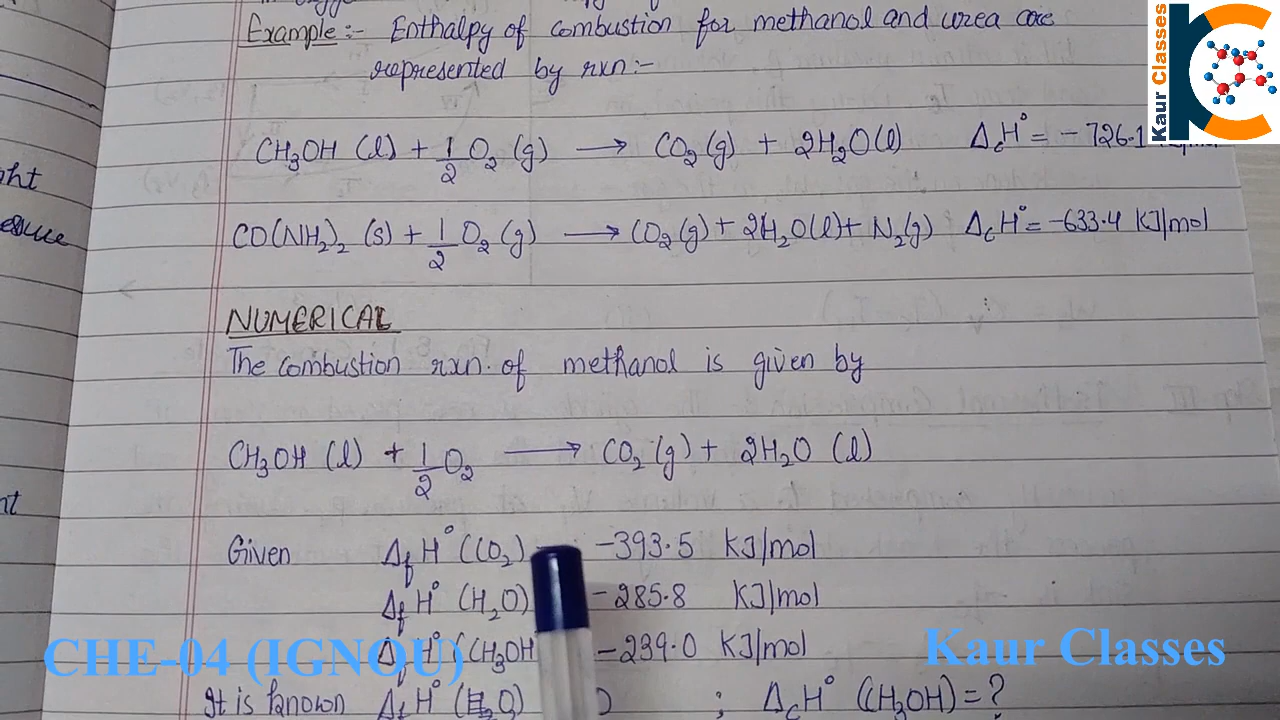 Example:- Enthalpy of combustion for methanol and urea are
represented by rxn:-
CH₃OH (l) + 1/2 O₂ (g) → CO₂ (g) + 2H₂O(l) ΔcH° = -726.1
CO(NH₂)₂ (s) + 1/2 O₂ (g) → CO₂ (g) + 2H₂O(l) + N₂(g) ΔcH° = -633.4 KJ/mol
NUMERICAL
The combustion rxn. of methanol is given by
CH₃OH (l) + 1/2 O₂ → CO₂ (g) + 2H₂O (l)
Given ΔfH° (CO₂) -393.5 KJ/mol
ΔfH° (H₂O) -285.8 KJ/mol
ΔfH° (CH₃OH -239.0 KJ/mol
It is known ΔfH° ( O₂) ; ΔcH° (CH₃OH) = ?
Kaur Classes
CHE-04 (IGNOU)
Kaur Classes